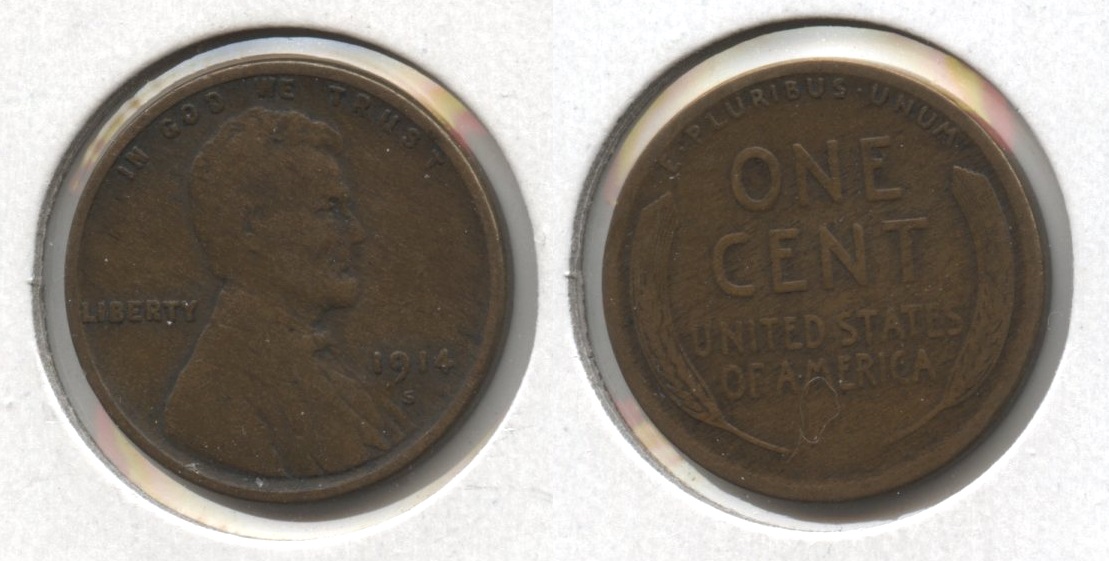 IN GOD WE TRUST
LIBERTY
1914
S
E·PLURIBUS·UNUM
ONE
CENT
UNITED STATES
OF AMERICA